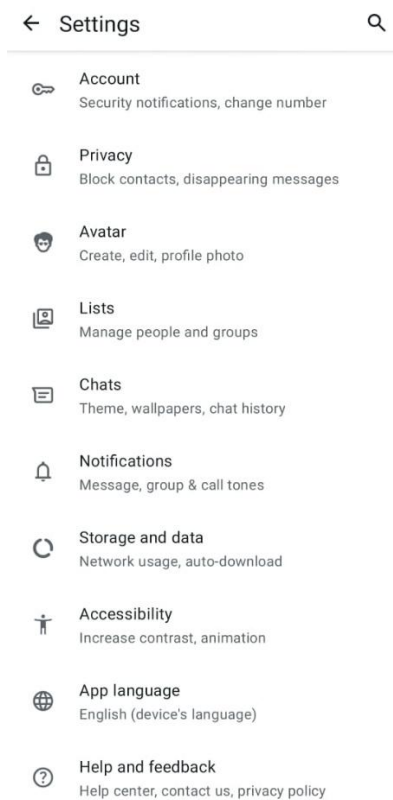 Settings
Account
Security notifications, change number
Privacy
Block contacts, disappearing messages
Avatar
Create, edit, profile photo
Lists
Manage people and groups
Chats
Theme, wallpapers, chat history
Notifications
Message, group & call tones
Storage and data
Network usage, auto-download
Accessibility
Increase contrast, animation
App language
English (device's language)
Help and feedback
Help center, contact us, privacy policy